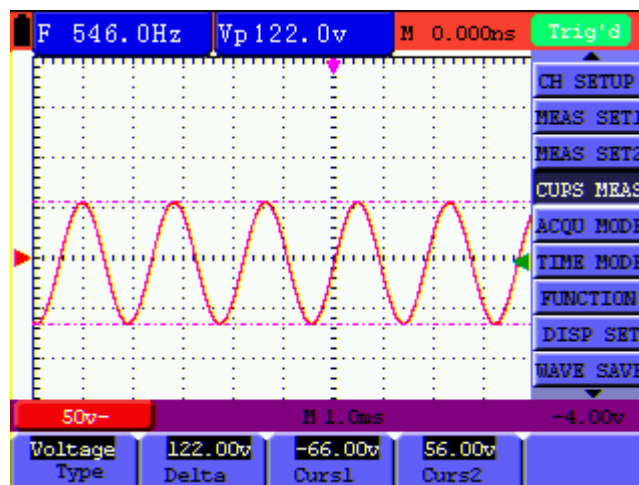 F 546.0Hz Vp122.0v M 0.000ns Trig'd
CH SETUP
MEAS SET1
MEAS SET2
CURS MEAS
ACQU MODE
TIME MODE
FUNCTION
DISP SET
WAVE SAVE
50v~ M 1.0ms -4.00v
Voltage 122.00v -66.00v 56.00v
Type Delta Curs1 Curs2